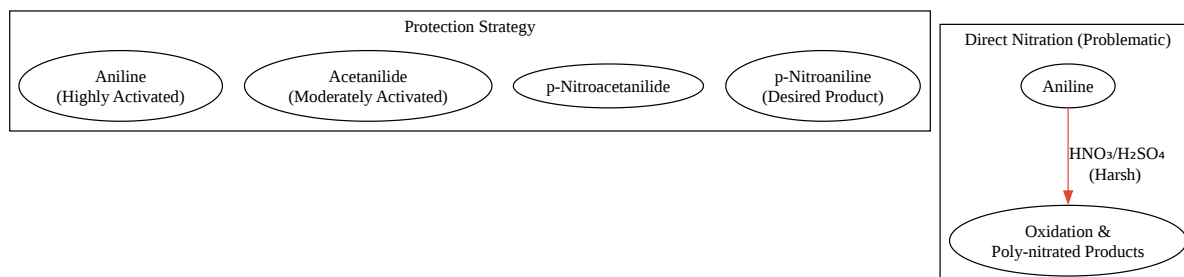 Protection Strategy
Aniline
(Highly Activated)
Acetanilide
(Moderately Activated)
p-Nitroacetanilide
p-Nitroaniline
(Desired Product)
Direct Nitration (Problematic)
Aniline
HNO₃/H₂SO₄
(Harsh)
Oxidation &
Poly-nitrated Products